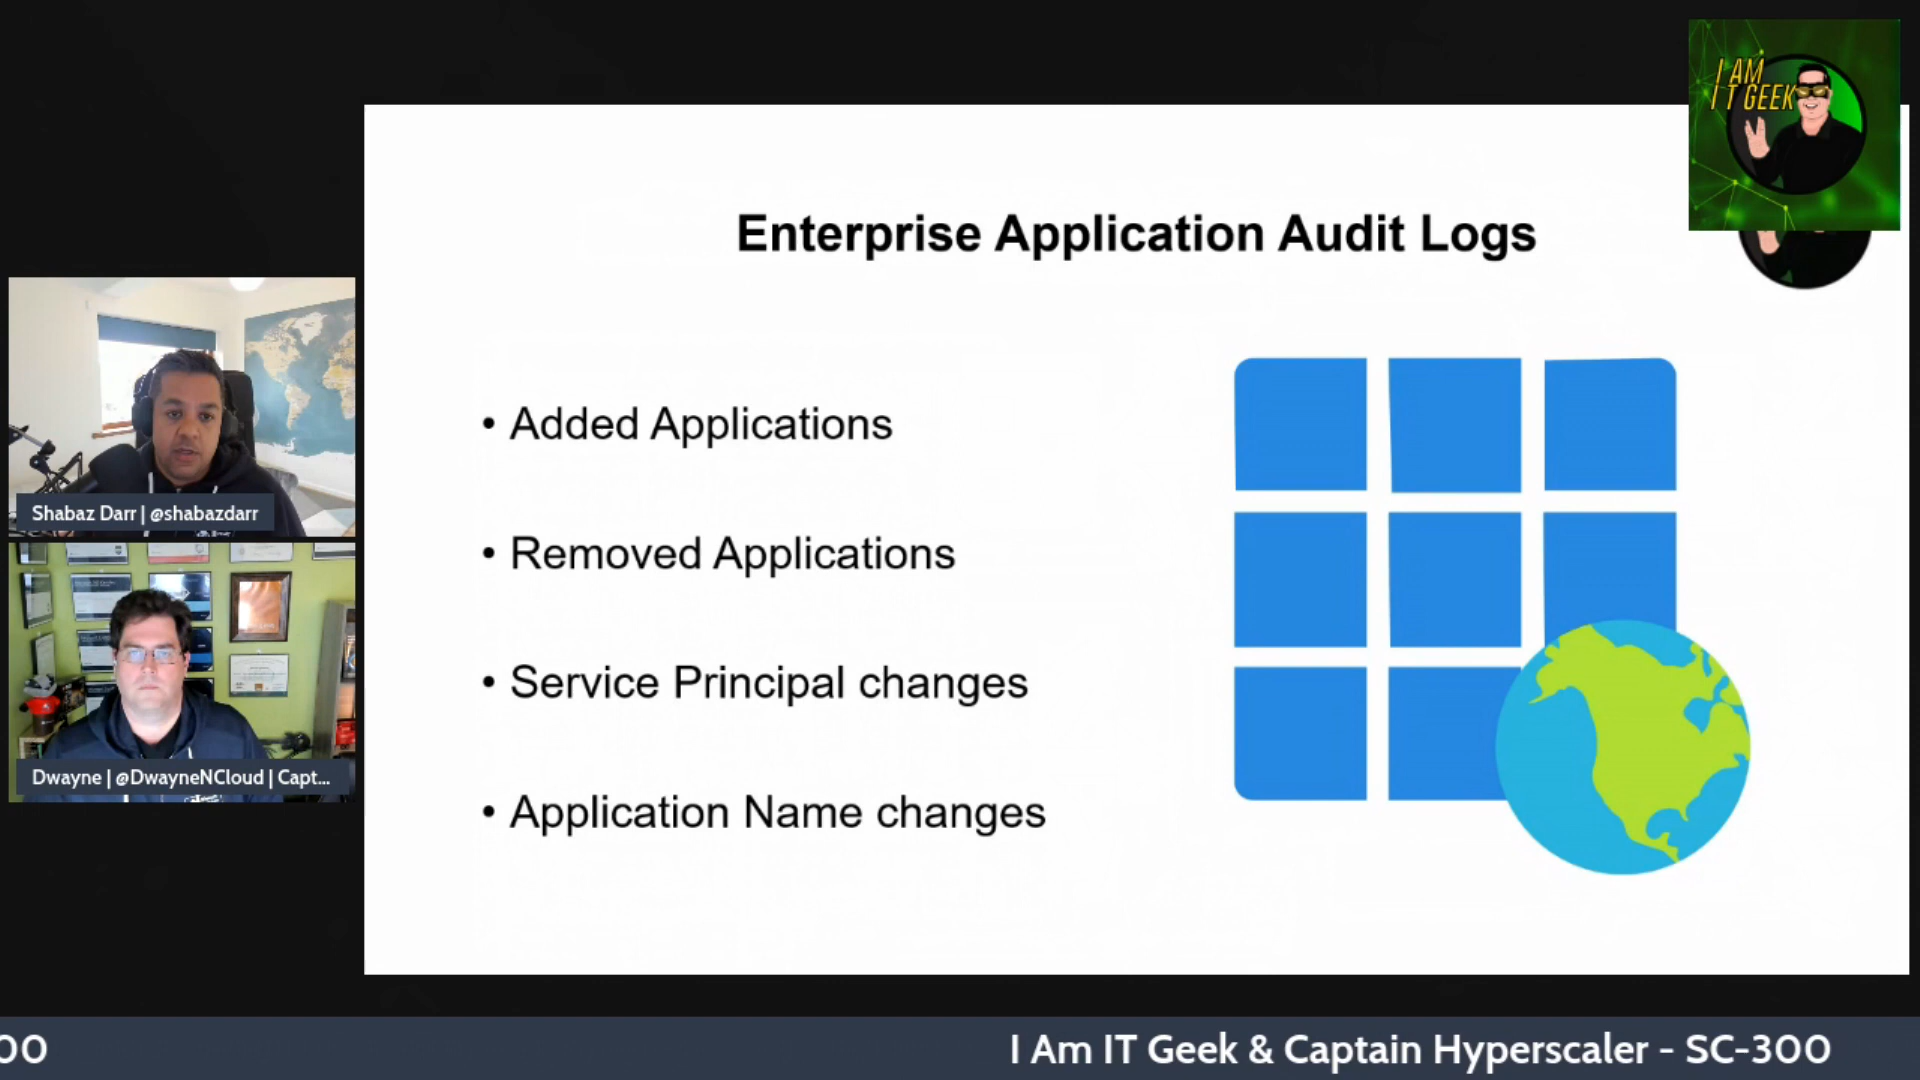 I AM
IT GEEK
Enterprise Application Audit Logs
• Added Applications
• Removed Applications
• Service Principal changes
• Application Name changes
Shabaz Darr | @shabazdarr
Dwayne | @DwayneNCloud | Capt...
00
I Am IT Geek & Captain Hyperscaler - SC-300